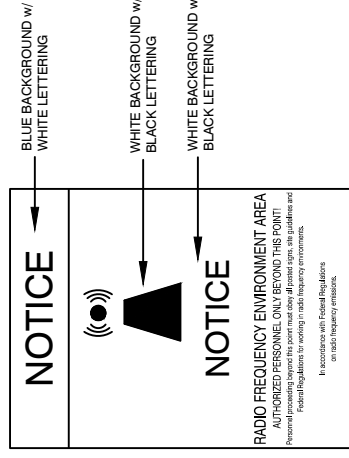 BLUE BACKGROUND w/
WHITE LETTERING
NOTICE
WHITE BACKGROUND w/
BLACK LETTERING
WHITE BACKGROUND w/
BLACK LETTERING
NOTICE
RADIO FREQUENCY ENVIRONMENT AREA
AUTHORIZED PERSONNEL ONLY BEYOND THIS POINT!
Personnel proceeding beyond this point must obey all posted signs, site guidelines and
Federal Regulations for working in radio frequency environments.
In accordance with Federal Regulations
on radio frequency emissions.